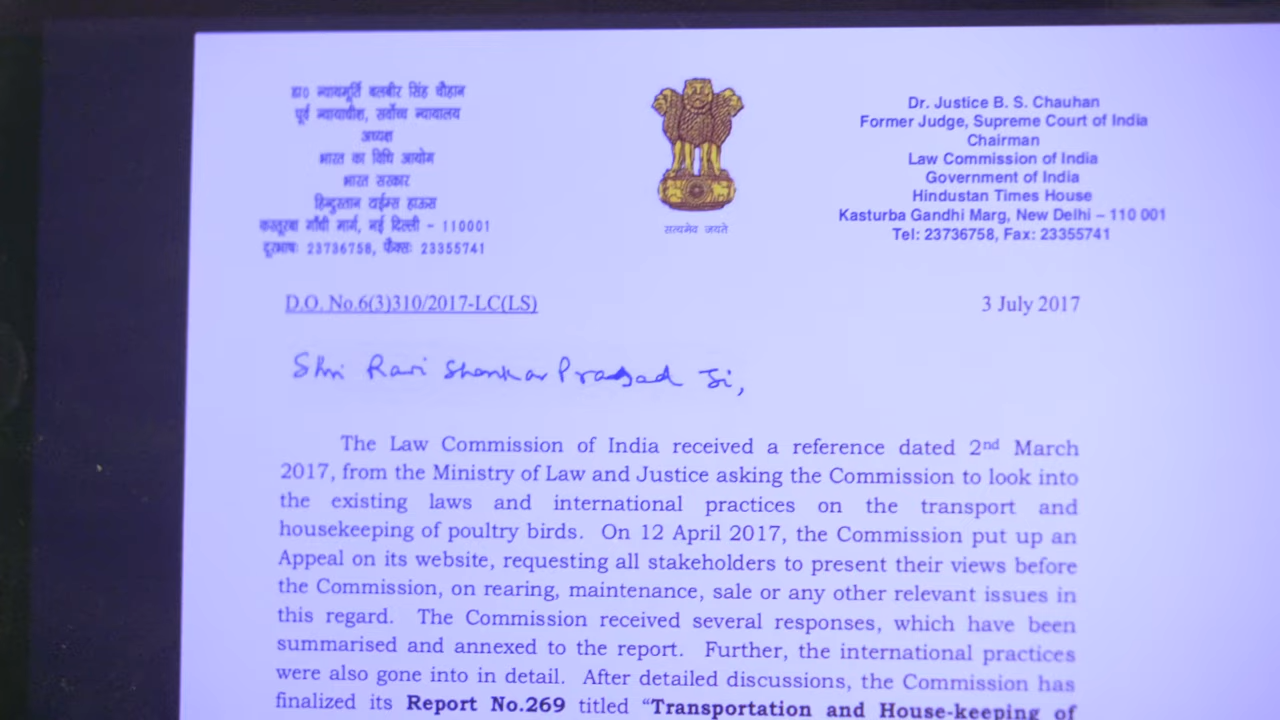 डा० न्यायमूर्ति बलबीर सिंह चौहान
पूर्व न्यायाधीश, सर्वोच्च न्यायालय
अध्यक्ष
भारत का विधि आयोग
भारत सरकार
हिन्दुस्तान टाईम्स हाऊस
कस्तूरबा गाँधी मार्ग, नई दिल्ली - 110001
दूरभाषः 23736758, फैक्सः 23355741
सत्यमेव जयते
Dr. Justice B. S. Chauhan
Former Judge, Supreme Court of India
Chairman
Law Commission of India
Government of India
Hindustan Times House
Kasturba Gandhi Marg, New Delhi – 110 001
Tel: 23736758, Fax: 23355741
D.O. No.6(3)310/2017-LC(LS)
3 July 2017
Shri Ravi Shankar Prasad Ji,
The Law Commission of India received a reference dated 2nd March
2017, from the Ministry of Law and Justice asking the Commission to look into
the existing laws and international practices on the transport and
housekeeping of poultry birds. On 12 April 2017, the Commission put up an
Appeal on its website, requesting all stakeholders to present their views before
the Commission, on rearing, maintenance, sale or any other relevant issues in
this regard. The Commission received several responses, which have been
summarised and annexed to the report. Further, the international practices
were also gone into in detail. After detailed discussions, the Commission has
finalized its Report No.269 titled "Transportation and House-keeping of